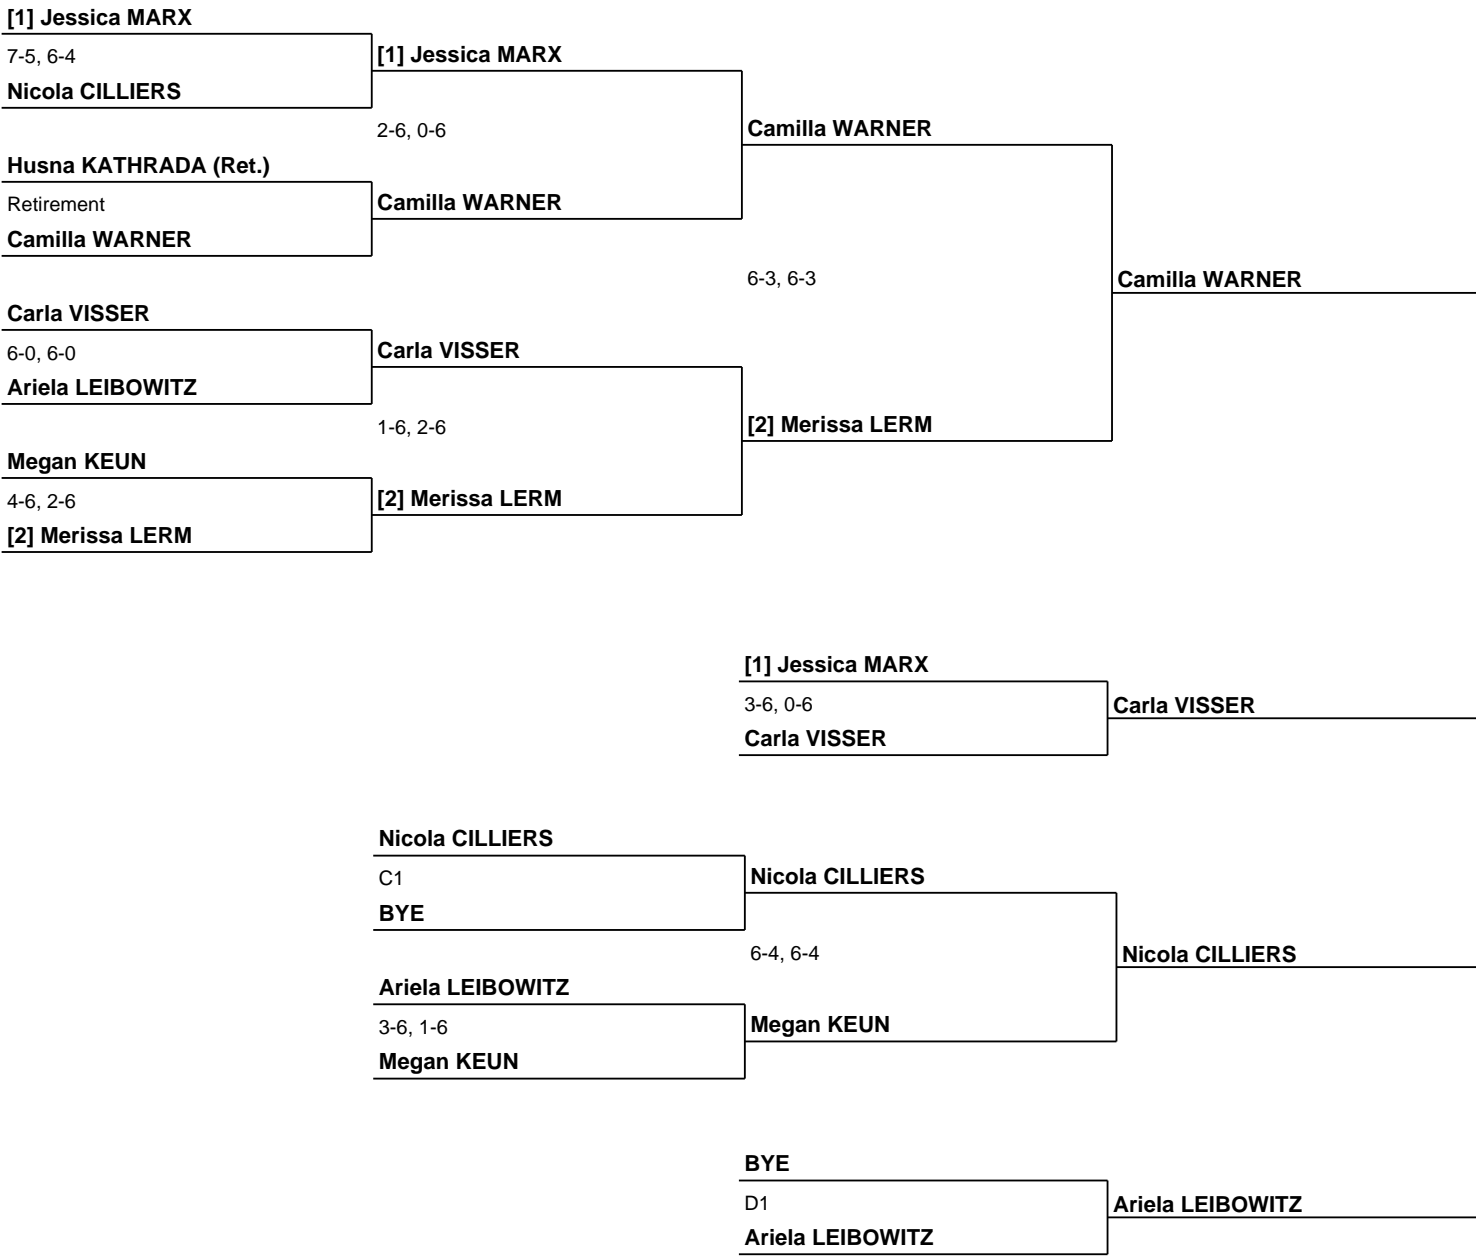 [1] Jessica MARX
7-5, 6-4
[1] Jessica MARX
Nicola CILLIERS
2-6, 0-6
Camilla WARNER
Husna KATHRADA (Ret.)
Retirement
Camilla WARNER
Camilla WARNER
6-3, 6-3
Camilla WARNER
Carla VISSER
6-0, 6-0
Carla VISSER
Ariela LEIBOWITZ
1-6, 2-6
[2] Merissa LERM
Megan KEUN
4-6, 2-6
[2] Merissa LERM
[2] Merissa LERM
[1] Jessica MARX
3-6, 0-6
Carla VISSER
Carla VISSER
Nicola CILLIERS
C1
Nicola CILLIERS
BYE
6-4, 6-4
Nicola CILLIERS
Ariela LEIBOWITZ
3-6, 1-6
Megan KEUN
Megan KEUN
BYE
D1
Ariela LEIBOWITZ
Ariela LEIBOWITZ